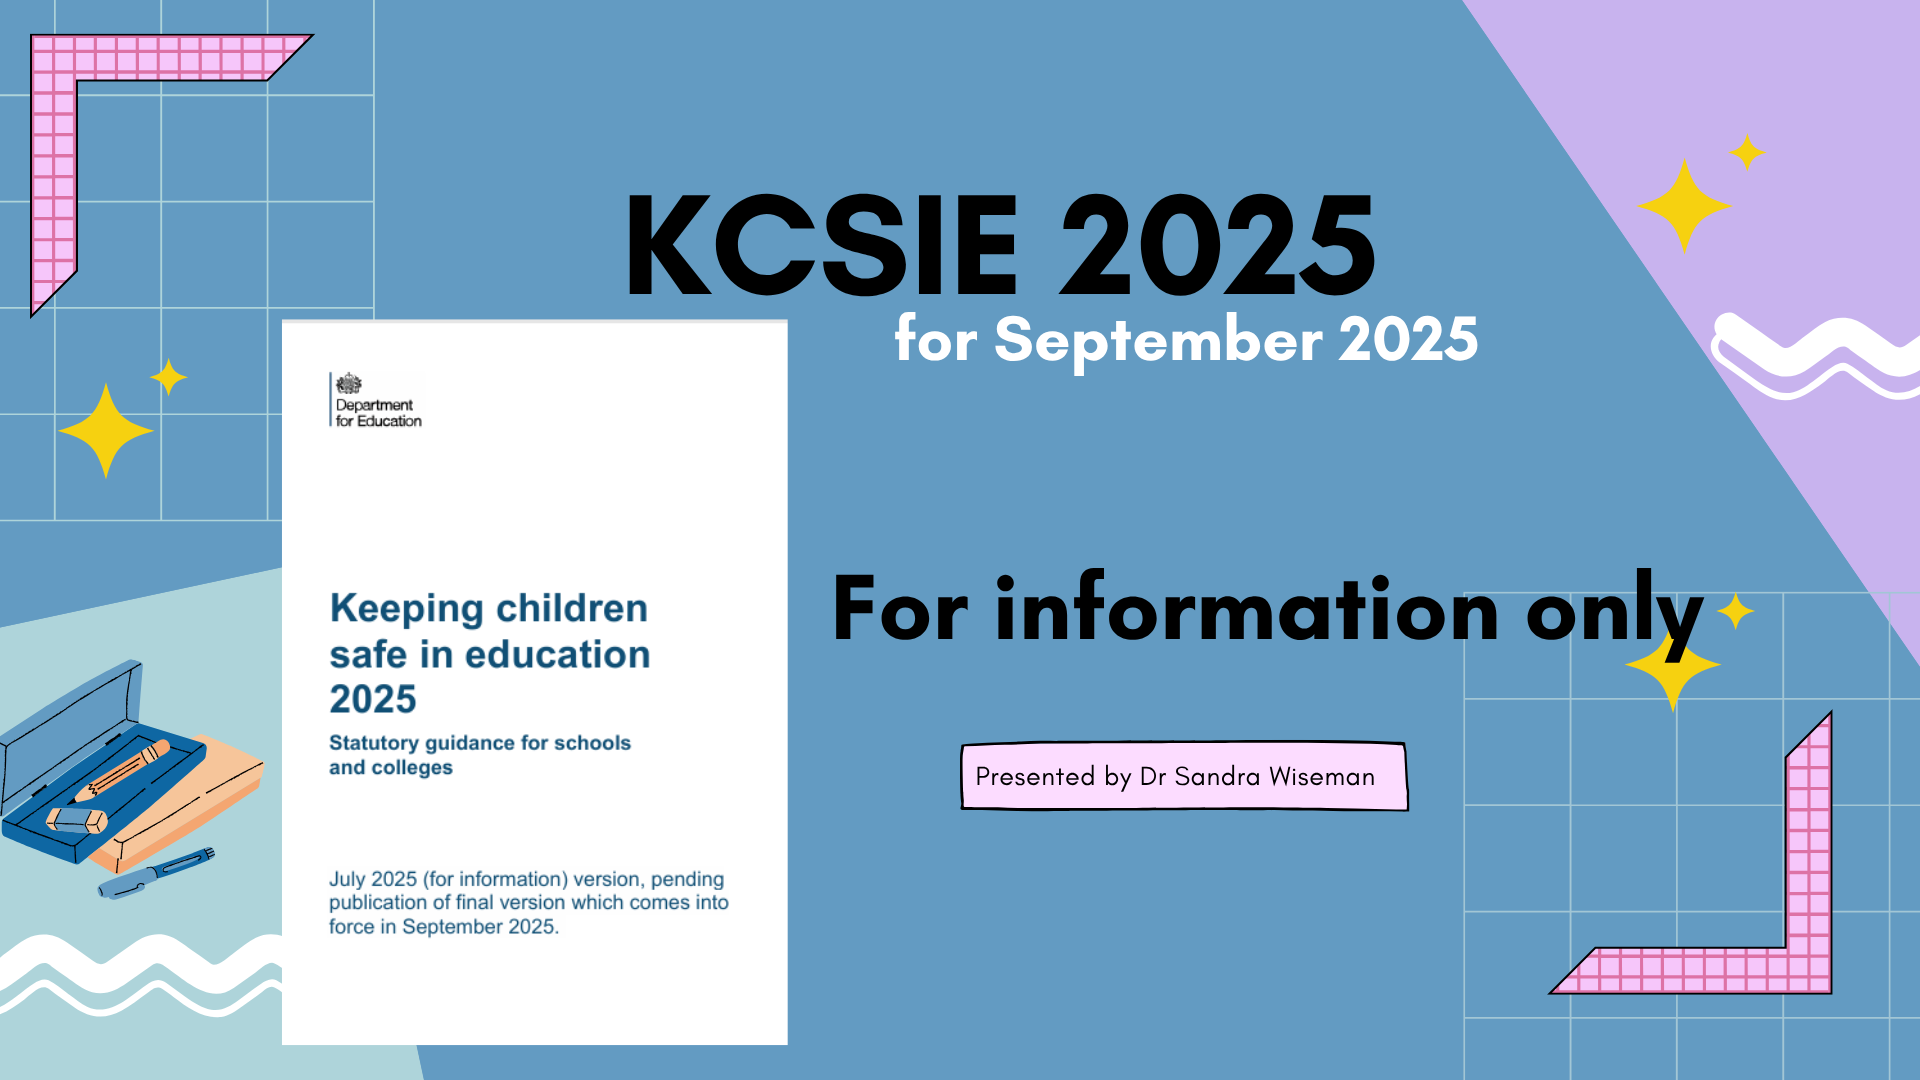 KCSIE 2025
for September 2025
Department
for Education
Keeping children
safe in education
2025
Statutory guidance for schools
and colleges
July 2025 (for information) version, pending
publication of final version which comes into
force in September 2025.
For information only
Presented by Dr Sandra Wiseman